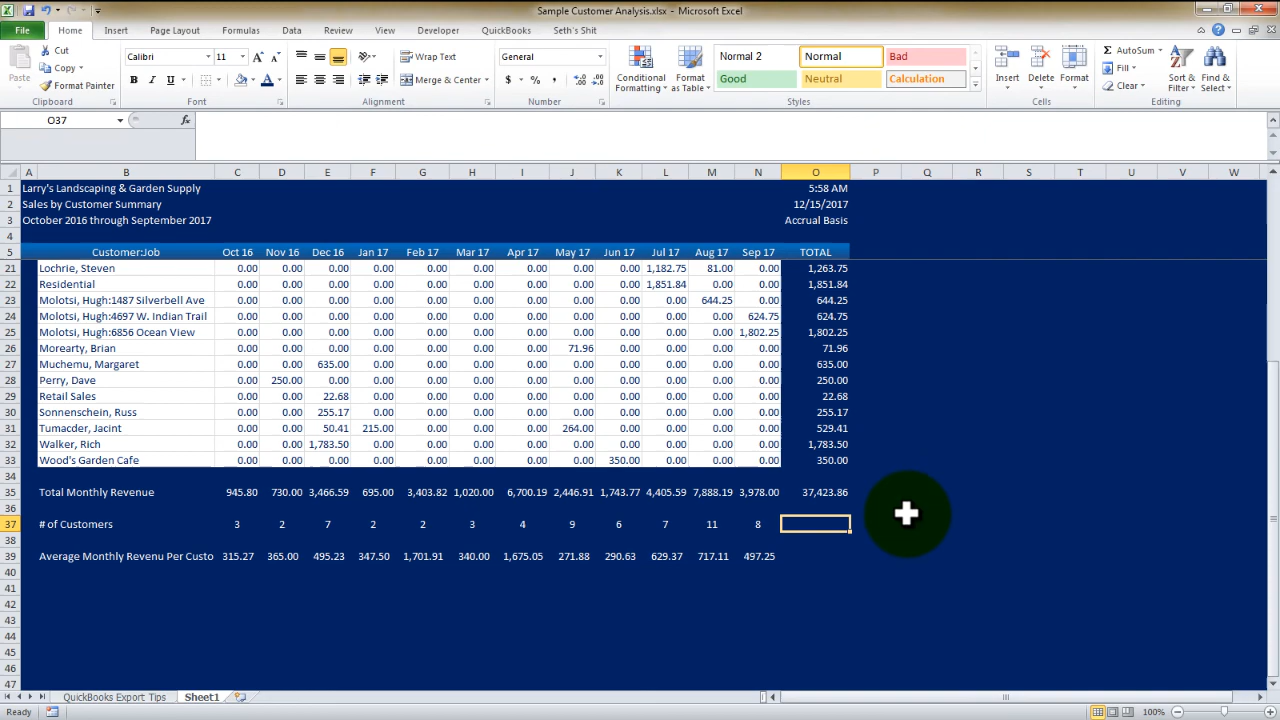 Sample Customer Analysis.xlsx - Microsoft Excel
File Home Insert Page Layout Formulas Data Review View Developer QuickBooks Seth's Shit
Paste
Cut
Copy
Format Painter
Clipboard
Calibri 11
B I U A
Font
Wrap Text
Merge & Center
Alignment
General
$ % ,
Number
Conditional Formatting
Format as Table
Normal 2 Normal Bad
Good Neutral Calculation
Styles
Insert Delete Format
Cells
Σ AutoSum
Fill
Clear
Sort & Filter
Find & Select
Editing
O37 fx
A B C D E F G H I J K L M N O P Q R S T U V W
1 Larry's Landscaping & Garden Supply 5:58 AM
2 Sales by Customer Summary 12/15/2017
3 October 2016 through September 2017 Accrual Basis
4
5 Customer:Job Oct 16 Nov 16 Dec 16 Jan 17 Feb 17 Mar 17 Apr 17 May 17 Jun 17 Jul 17 Aug 17 Sep 17 TOTAL
21 Lochrie, Steven 0.00 0.00 0.00 0.00 0.00 0.00 0.00 0.00 0.00 1,182.75 81.00 0.00 1,263.75
22 Residential 0.00 0.00 0.00 0.00 0.00 0.00 0.00 0.00 0.00 1,851.84 0.00 0.00 1,851.84
23 Molotsi, Hugh:1487 Silverbell Ave 0.00 0.00 0.00 0.00 0.00 0.00 0.00 0.00 0.00 0.00 644.25 0.00 644.25
24 Molotsi, Hugh:4697 W. Indian Trail 0.00 0.00 0.00 0.00 0.00 0.00 0.00 0.00 0.00 0.00 0.00 624.75 624.75
25 Molotsi, Hugh:6856 Ocean View 0.00 0.00 0.00 0.00 0.00 0.00 0.00 0.00 0.00 0.00 0.00 1,802.25 1,802.25
26 Morearty, Brian 0.00 0.00 0.00 0.00 0.00 0.00 0.00 71.96 0.00 0.00 0.00 0.00 71.96
27 Muchemu, Margaret 0.00 0.00 635.00 0.00 0.00 0.00 0.00 0.00 0.00 0.00 0.00 0.00 635.00
28 Perry, Dave 0.00 250.00 0.00 0.00 0.00 0.00 0.00 0.00 0.00 0.00 0.00 0.00 250.00
29 Retail Sales 0.00 0.00 22.68 0.00 0.00 0.00 0.00 0.00 0.00 0.00 0.00 0.00 22.68
30 Sonnenschein, Russ 0.00 0.00 255.17 0.00 0.00 0.00 0.00 0.00 0.00 0.00 0.00 0.00 255.17
31 Tumacder, Jacint 0.00 0.00 50.41 215.00 0.00 0.00 0.00 264.00 0.00 0.00 0.00 0.00 529.41
32 Walker, Rich 0.00 0.00 1,783.50 0.00 0.00 0.00 0.00 0.00 0.00 0.00 0.00 0.00 1,783.50
33 Wood's Garden Cafe 0.00 0.00 0.00 0.00 0.00 0.00 0.00 0.00 350.00 0.00 0.00 0.00 350.00
34
35 Total Monthly Revenue 945.80 730.00 3,466.59 695.00 3,403.82 1,020.00 6,700.19 2,446.91 1,743.77 4,405.59 7,888.19 3,978.00 37,423.86
36
37 # of Customers 3 2 7 2 2 3 4 9 6 7 11 8
38
39 Average Monthly Revenu Per Custo 315.27 365.00 495.23 347.50 1,701.91 340.00 1,675.05 271.88 290.63 629.37 717.11 497.25
40
41
42
43
44
45
46
47
QuickBooks Export Tips Sheet1
Ready 100%